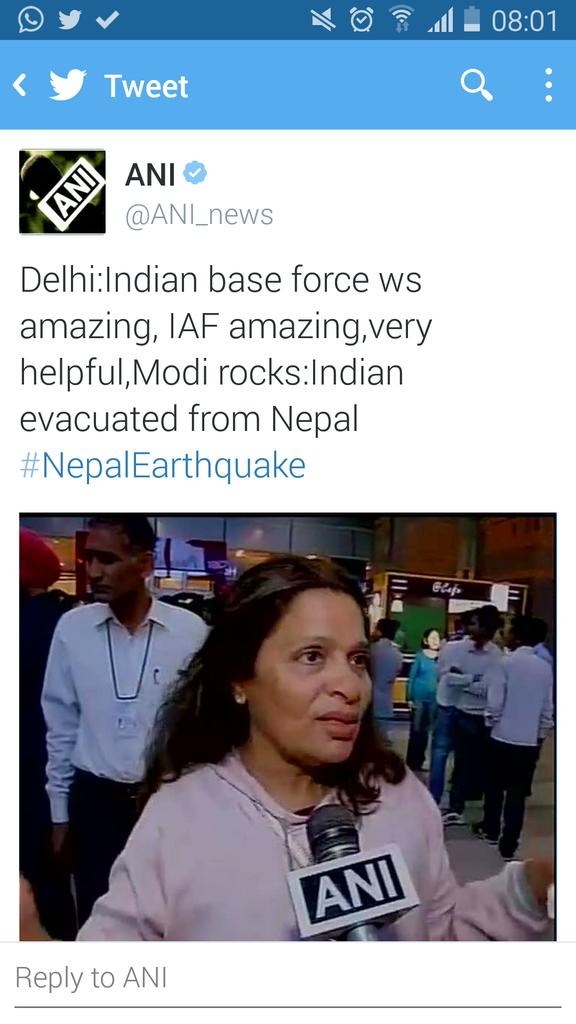 08:01
Tweet
ANI
ANI
@ANI_news
Delhi:Indian base force ws
amazing, IAF amazing,very
helpful,Modi rocks:Indian
evacuated from Nepal
#NepalEarthquake
@Cafe
ANI
Reply to ANI